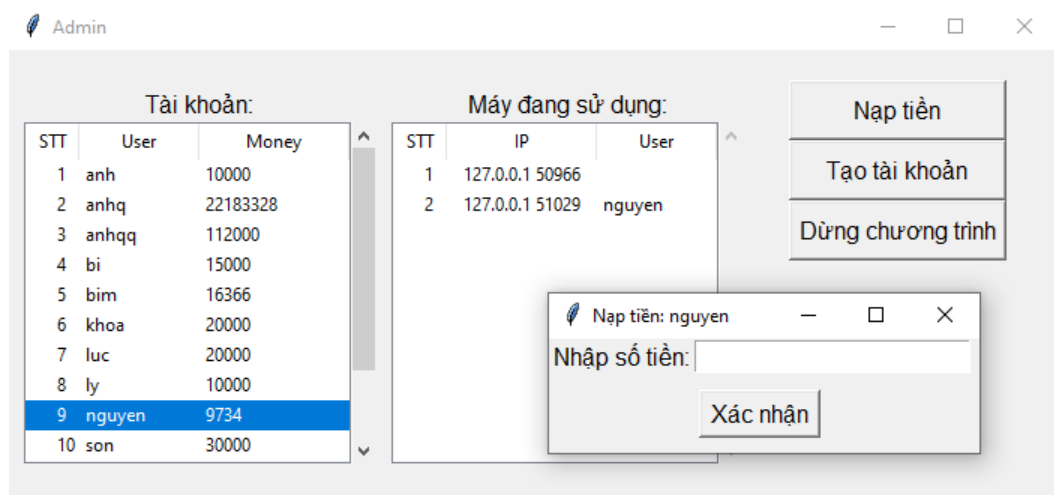 Admin
Tài khoản:
STT User Money
1 anh 10000
2 anhq 22183328
3 anhqq 112000
4 bi 15000
5 bim 16366
6 khoa 20000
7 luc 20000
8 ly 10000
9 nguyen 9734
10 son 30000
Máy đang sử dụng:
STT IP User
1 127.0.0.1 50966
2 127.0.0.1 51029 nguyen
Nạp tiền
Tạo tài khoản
Dừng chương trình
Nạp tiền: nguyen
Nhập số tiền:
Xác nhận